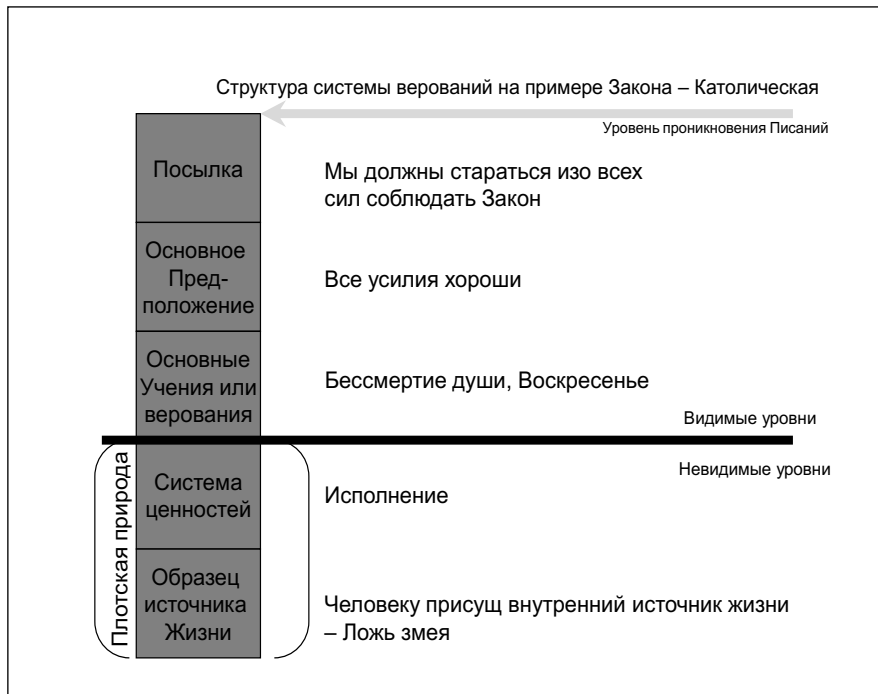 Структура системы верований на примере Закона – Католическая
Уровень проникновения Писаний
Посылка
Мы должны стараться изо всех
сил соблюдать Закон
Основное
Пред-
положение
Все усилия хороши
Основные
Учения или
верования
Бессмертие души, Воскресенье
Видимые уровни
Невидимые уровни
Плотская природа
Система
ценностей
Исполнение
Образец
источника
Жизни
Человеку присущ внутренний источник жизни
– Ложь змея